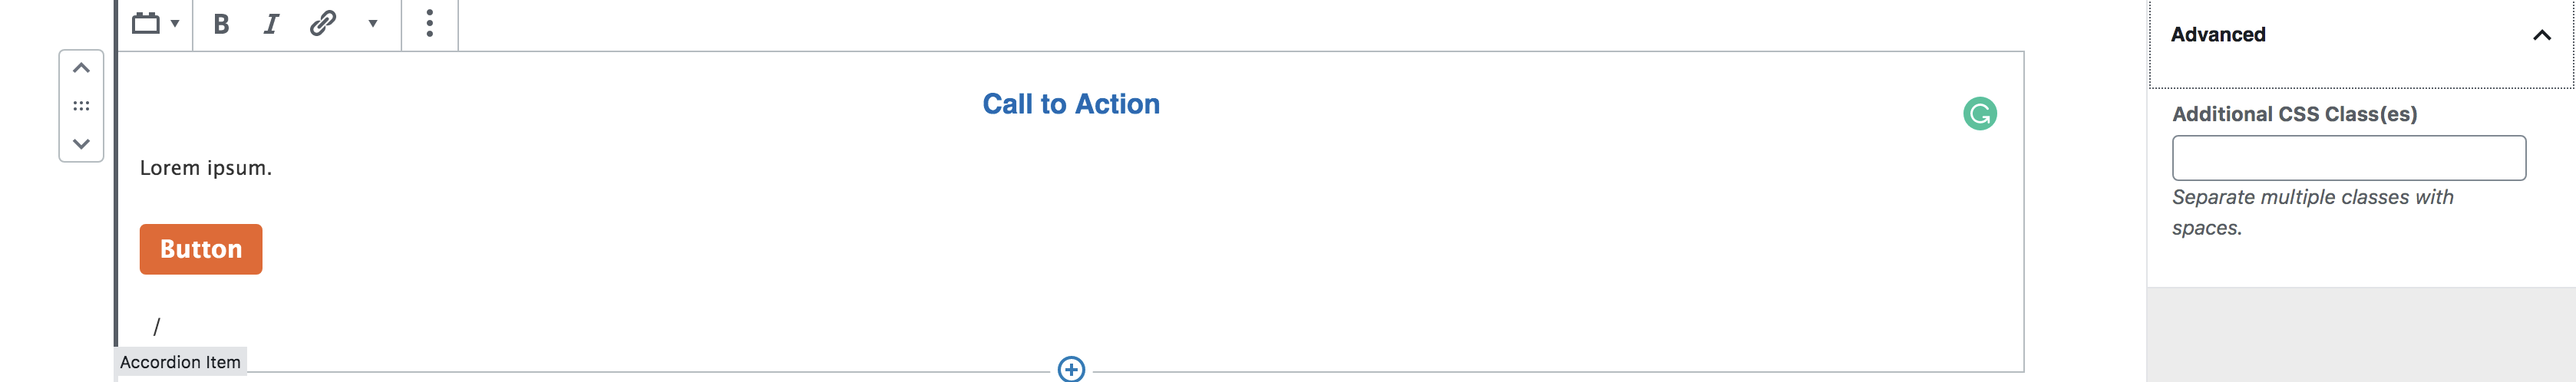 B I
Advanced
Call to Action
Additional CSS Class(es)
Lorem ipsum.
Separate multiple classes with
spaces.
Button
/
Accordion Item